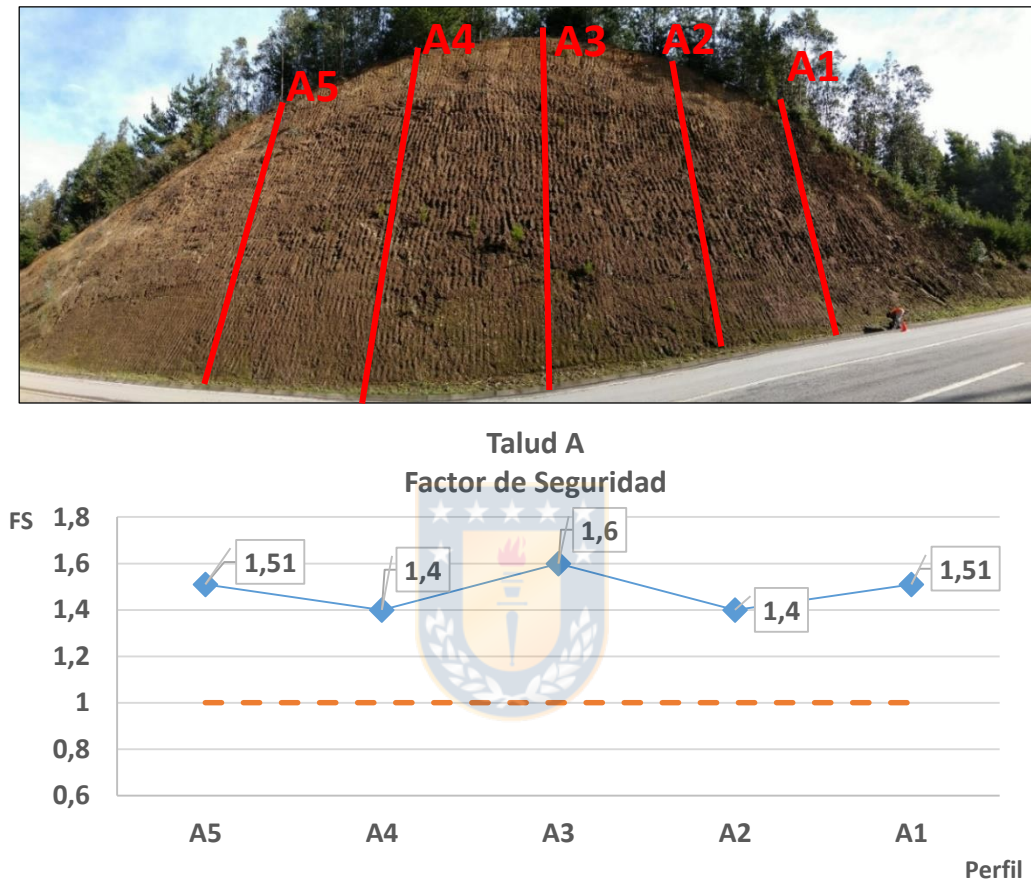 A5 A4 A3 A2 A1
Talud A
Factor de Seguridad
FS
1,8
1,6
1,4
1,2
1
0,8
0,6
1,51 1,4 1,6 1,4 1,51
A5 A4 A3 A2 A1
Perfil